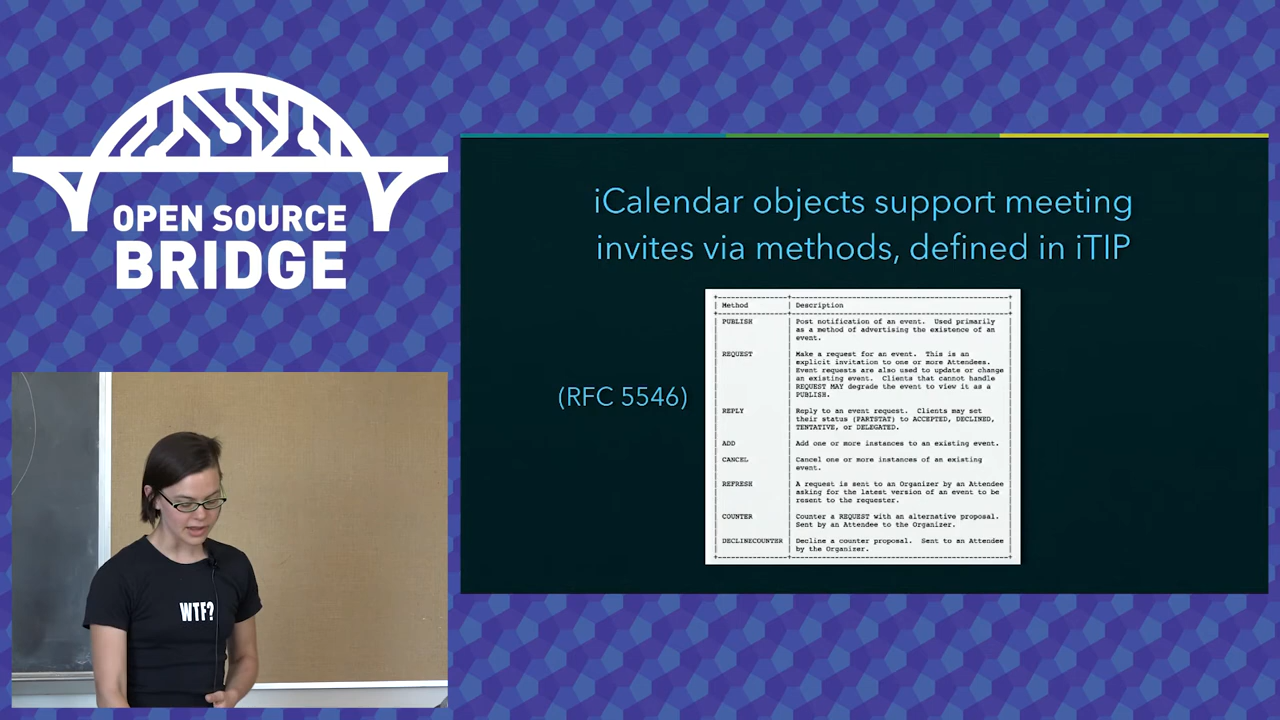 OPEN SOURCE
BRIDGE
iCalendar objects support meeting
invites via methods, defined in iTIP
(RFC 5546)
| Method | Description
PUBLISH | Post notification of an event. Used primarily
as a method of advertising the existence of an
event.
REQUEST | Make a request for an event. This is an
explicit invitation to one or more Attendees.
Event requests are also used to update or change
an existing event. Clients that cannot handle
REQUEST MAY degrade the event to view it as a
PUBLISH.
REPLY | Reply to an event request. Clients may set
their status (PARTSTAT) to ACCEPTED, DECLINED,
TENTATIVE, or DELEGATED.
ADD | Add one or more instances to an existing event.
CANCEL | Cancel one or more instances of an existing
event.
REFRESH | A request is sent to an Organizer by an Attendee
asking for the latest version of an event to be
resent to the requester.
COUNTER | Counter a REQUEST with an alternative proposal.
Sent by an Attendee to the Organizer.
DECLINECOUNTER | Decline a counter proposal. Sent to an Attendee
by the Organizer.
WTF?